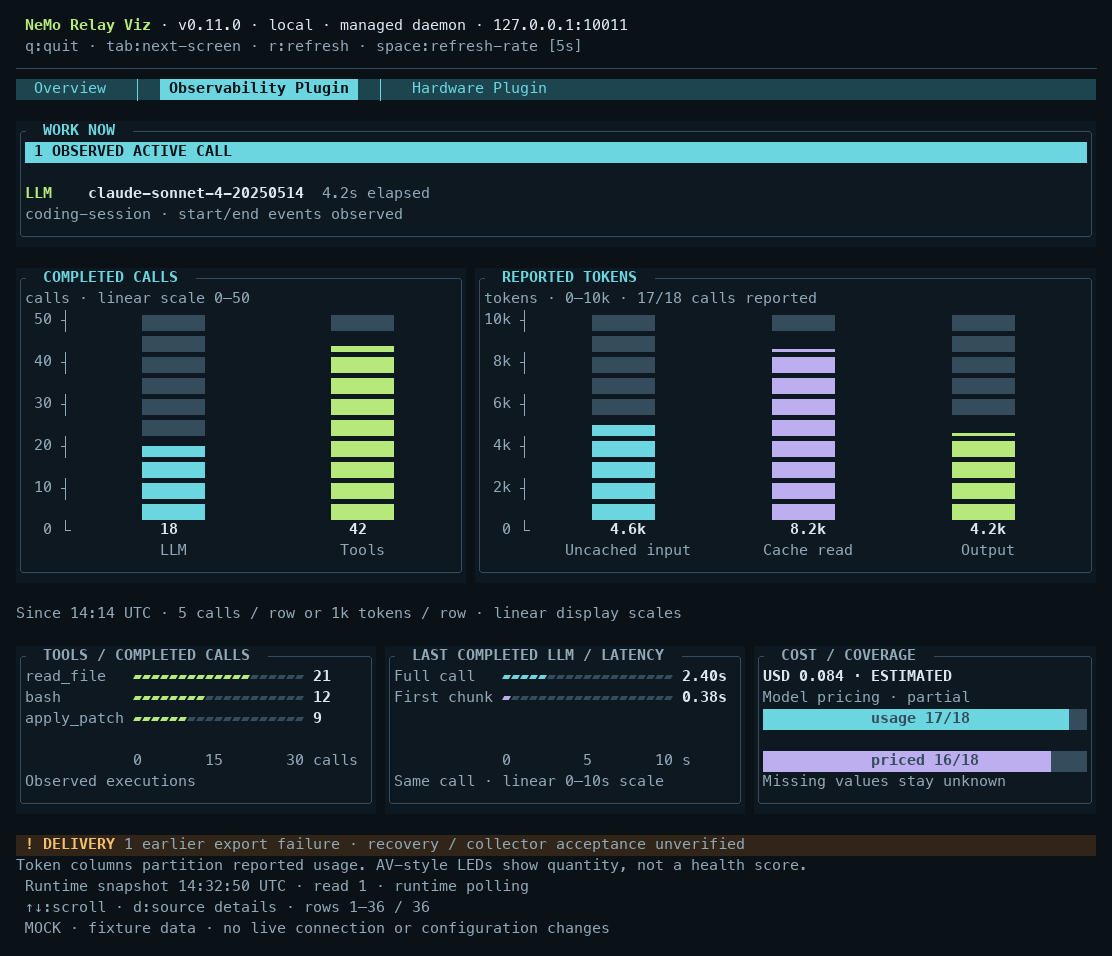 NeMo Relay Viz · v0.11.0 · local · managed daemon · 127.0.0.1:10011
q:quit · tab:next-screen · r:refresh · space:refresh-rate [5s]
Overview Observability Plugin Hardware Plugin
WORK NOW
1 OBSERVED ACTIVE CALL
LLM claude-sonnet-4-20250514 4.2s elapsed
coding-session · start/end events observed
COMPLETED CALLS
calls · linear scale 0–50
50
40
30
20
10
0
18 42
LLM Tools
REPORTED TOKENS
tokens · 0–10k · 17/18 calls reported
10k
8k
6k
4k
2k
0
4.6k 8.2k 4.2k
Uncached input Cache read Output
Since 14:14 UTC · 5 calls / row or 1k tokens / row · linear display scales
TOOLS / COMPLETED CALLS
read_file 21
bash 12
apply_patch 9
0 15 30 calls
Observed executions
LAST COMPLETED LLM / LATENCY
Full call 2.40s
First chunk 0.38s
0 5 10 s
Same call · linear 0–10s scale
COST / COVERAGE
USD 0.084 · ESTIMATED
Model pricing · partial
usage 17/18
priced 16/18
Missing values stay unknown
! DELIVERY 1 earlier export failure · recovery / collector acceptance unverified
Token columns partition reported usage. AV-style LEDs show quantity, not a health score.
Runtime snapshot 14:32:50 UTC · read 1 · runtime polling
↑↓:scroll · d:source details · rows 1–36 / 36
MOCK · fixture data · no live connection or configuration changes